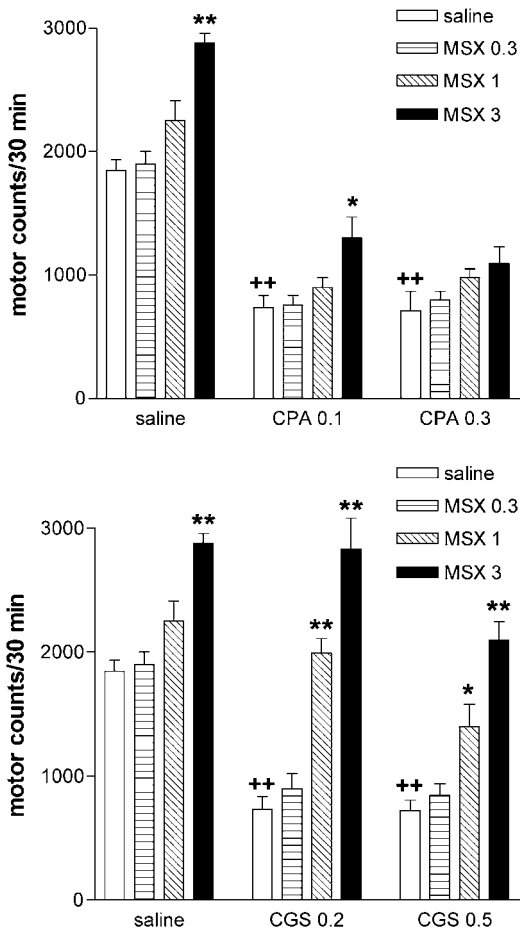 motor counts/30 min
3000
2000
1000
0
saline
MSX 0.3
MSX 1
MSX 3
**
++
*
++
saline
CPA 0.1
CPA 0.3
motor counts/30 min
3000
2000
1000
0
saline
MSX 0.3
MSX 1
MSX 3
**
++
**
**
++
*
**
saline
CGS 0.2
CGS 0.5